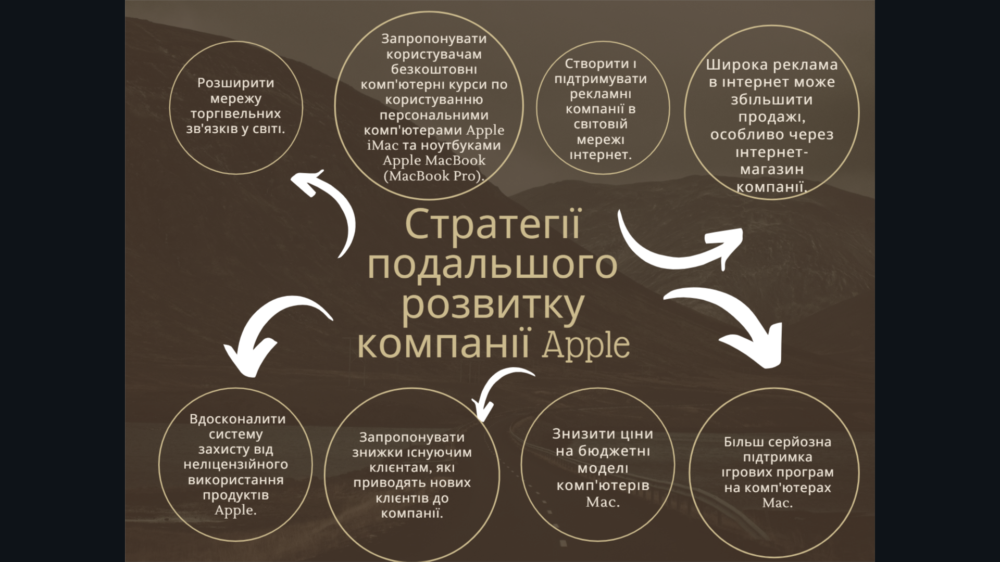 Розширити
мережу
торгівельних
зв'язків у світі.
Запропонувати
користувачам
безкоштовні
комп'ютерні курси по
користуванню
персональними
комп'ютерами Apple
iMac та ноутбуками
Apple MacBook
(MacBook Pro).
Створити і
підтримувати
рекламні
компанії в
світовій
мережі
інтернет.
Широка реклама
в інтернет може
збільшити
продажі,
особливо через
інтернет-
магазин
компанії.
Стратегії
подальшого
розвитку
компанії Apple
Вдосконалити
систему
захисту від
неліцензійного
використання
продуктів
Apple.
Запропонувати
знижки існуючим
клієнтам, які
приводять нових
клієнтів до
компанії.
Знизити ціни
на бюджетні
моделі
комп'ютерів
Mac.
Більш серйозна
підтримка
ігрових програм
на комп'ютерах
Mac.